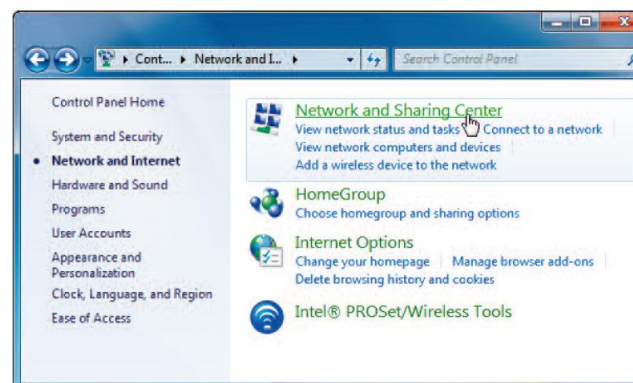 Cont... Network and I... Search Control Panel
Control Panel Home
System and Security
Network and Internet
Hardware and Sound
Programs
User Accounts
Appearance and
Personalization
Clock, Language, and Region
Ease of Access
Network and Sharing Center
View network status and tasks Connect to a network
View network computers and devices
Add a wireless device to the network
HomeGroup
Choose homegroup and sharing options
Internet Options
Change your homepage Manage browser add-ons
Delete browsing history and cookies
Intel® PROSet/Wireless Tools